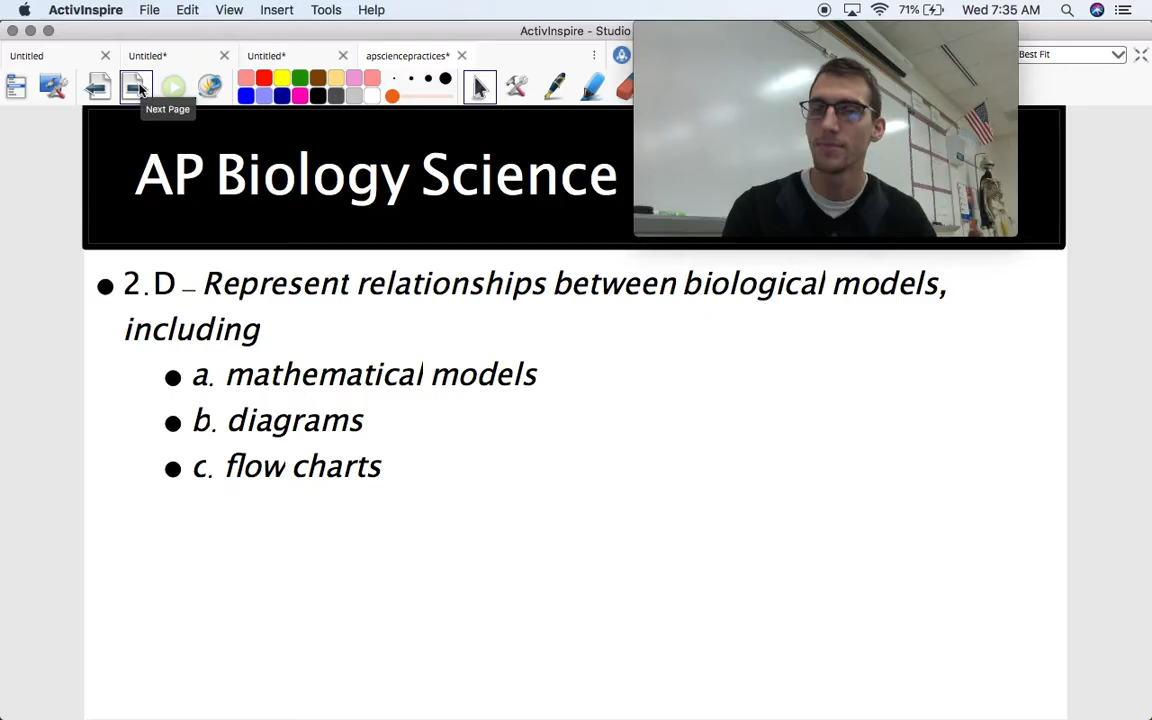 ActivInspire File Edit View Insert Tools Help 71% Wed 7:35 AM
ActivInspire - Studio
Untitled Untitled* Untitled* apsciencepractices* Best Fit
Next Page
AP Biology Science
2.D – Represent relationships between biological models,
including
a. mathematical models
b. diagrams
c. flow charts